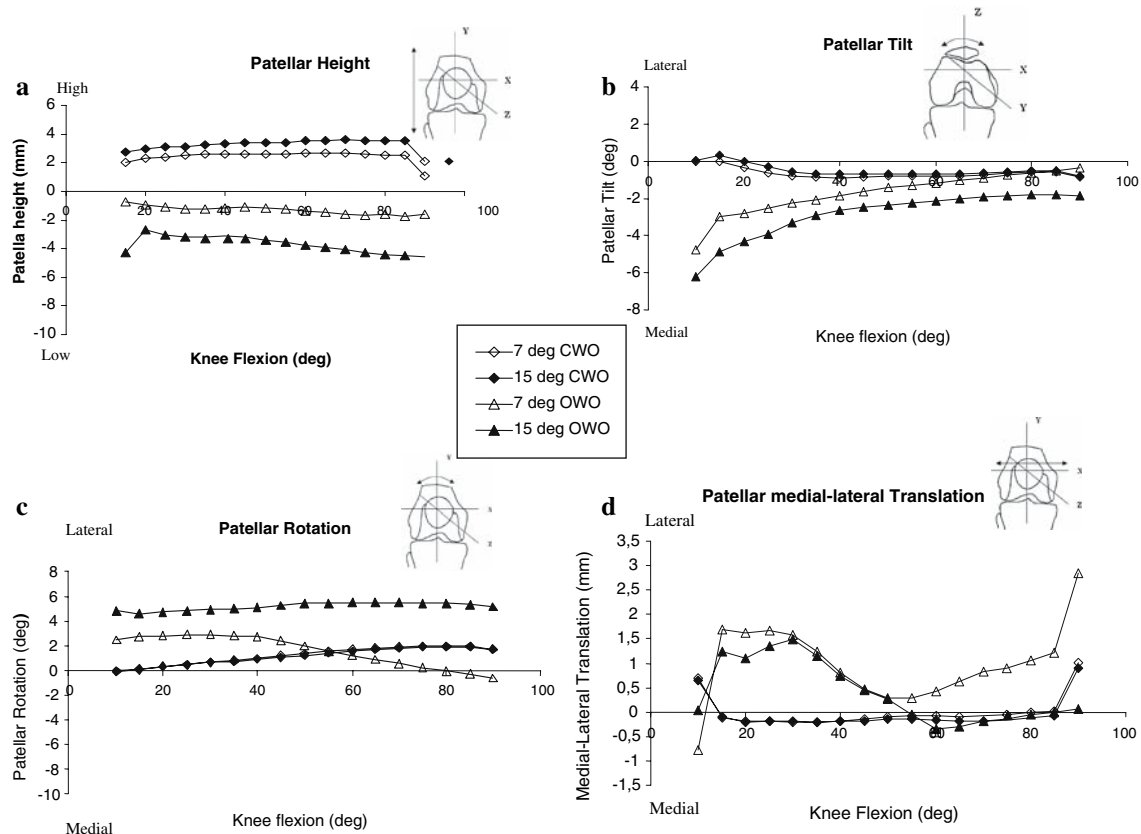 a
Patellar Height
High
Y
X
Z
Patella height (mm)
6
4
2
0
-2
-4
-6
-8
-10
0
20
40
60
80
100
Low
Knee Flexion (deg)
b
Patellar Tilt
Lateral
Z
X
Y
Patellar Tilt (deg)
4
2
0
-2
-4
-6
-8
0
20
40
60
80
100
Medial
Knee flexion (deg)
7 deg CWO
15 deg CWO
7 deg OWO
15 deg OWO
c
Patellar Rotation
Lateral
Y
X
Z
Patellar Rotation (deg)
8
6
4
2
0
-2
-4
-6
-8
-10
0
20
40
60
80
100
Medial
Knee flexion (deg)
d
Patellar medial-lateral Translation
Lateral
Y
X
Z
Medial-Lateral Translation (mm)
3,5
3
2,5
2
1,5
1
0,5
0
-0,5
-1
-1,5
0
20
40
60
80
100
Medial
Knee Flexion (deg)